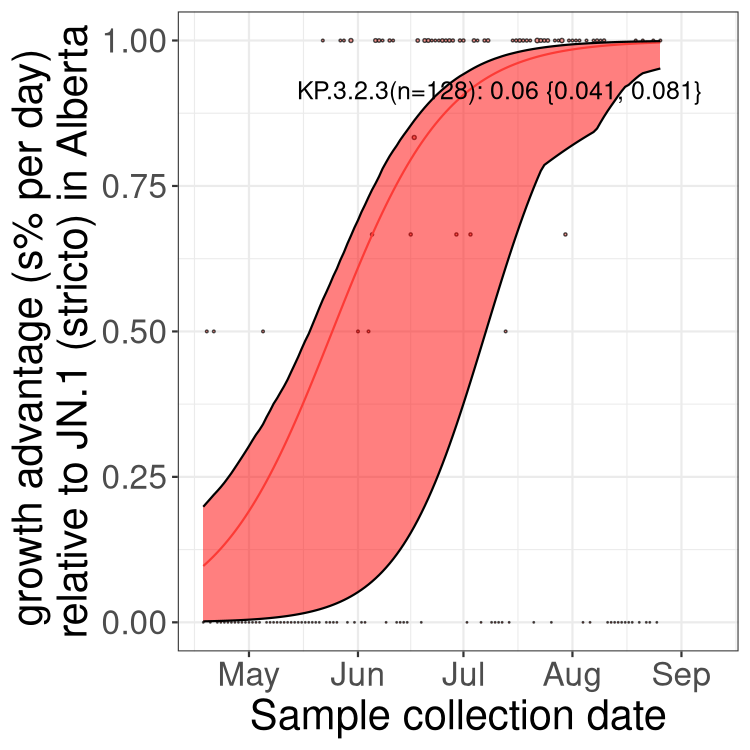 growth advantage (s% per day)
relative to JN.1 (stricto) in Alberta
1.00
0.75
0.50
0.25
0.00
KP.3.2.3(n=128): 0.06 {0.041, 0.081}
May Jun Jul Aug Sep
Sample collection date